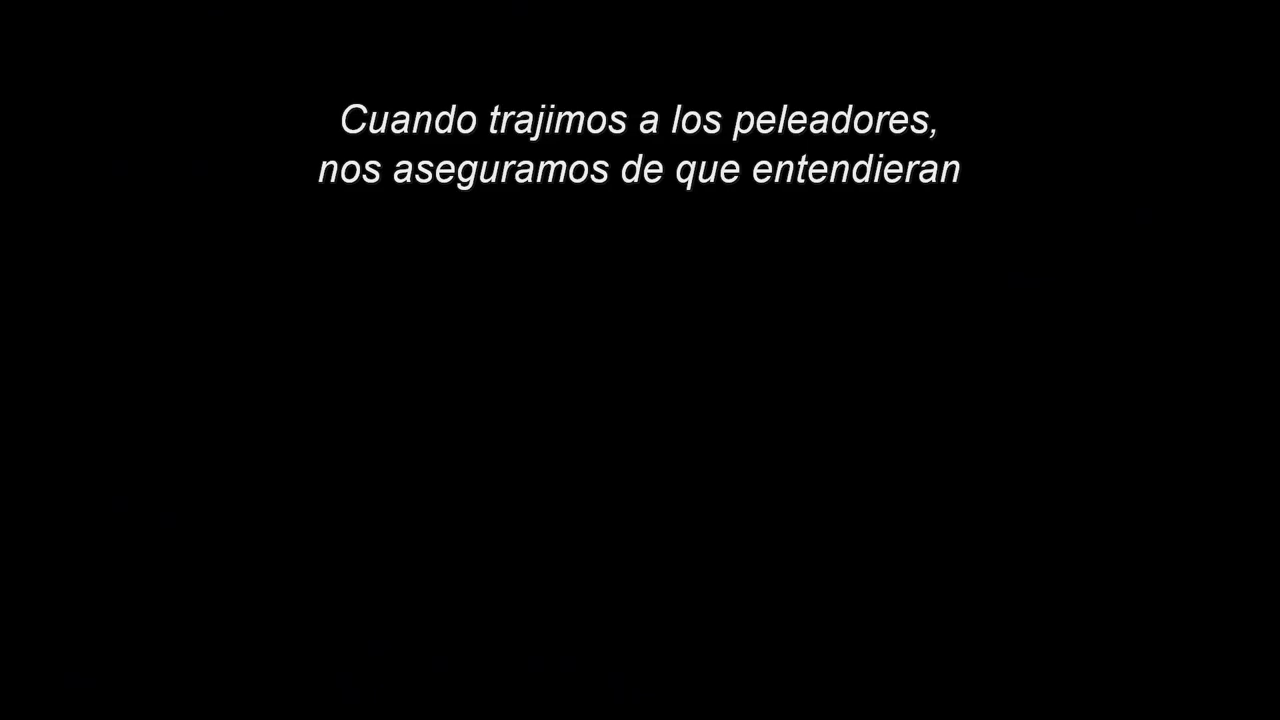 Cuando trajimos a los peleadores,
nos aseguramos de que entendieran